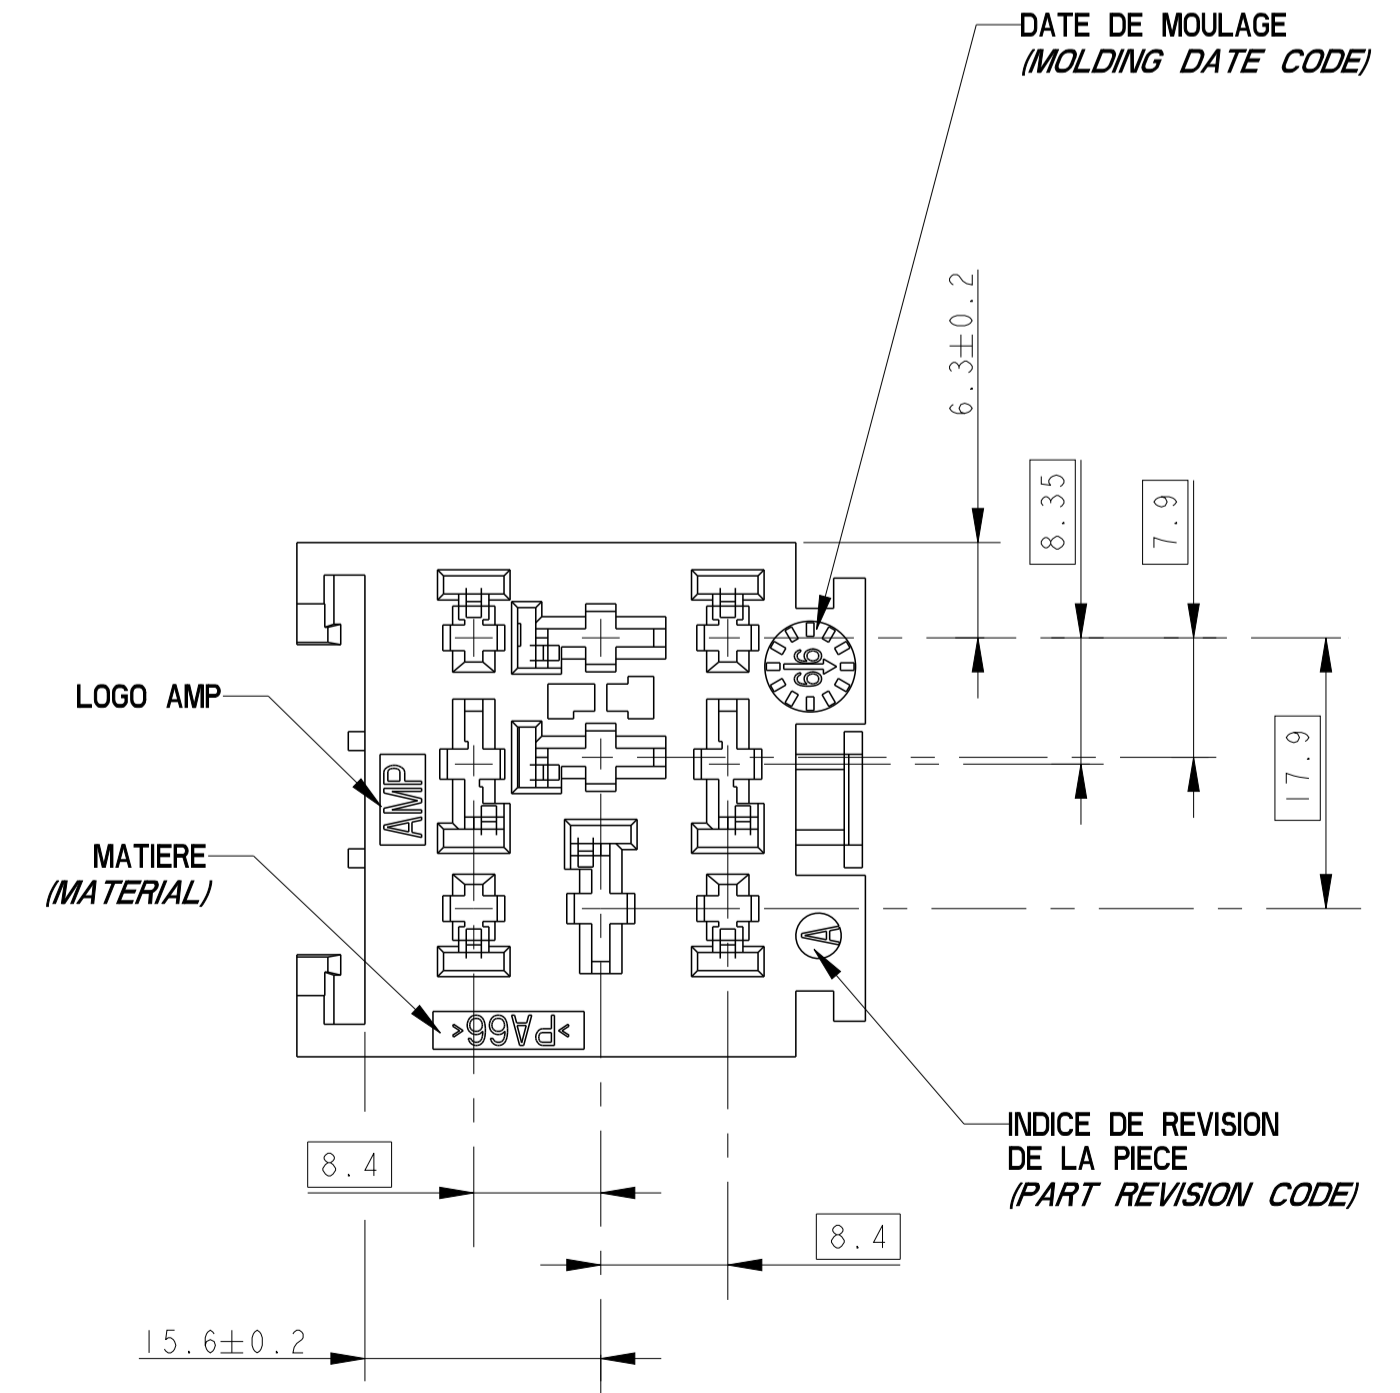 DATE DE MOULAGE
(MOLDING DATE CODE)
6.3±0.2
8.35
7.9
17.9
96
LOGO AMP
AMP
MATIERE
(MATERIAL)
A
>PA66<
INDICE DE REVISION
DE LA PIECE
(PART REVISION CODE)
8.4
8.4
15.6±0.2